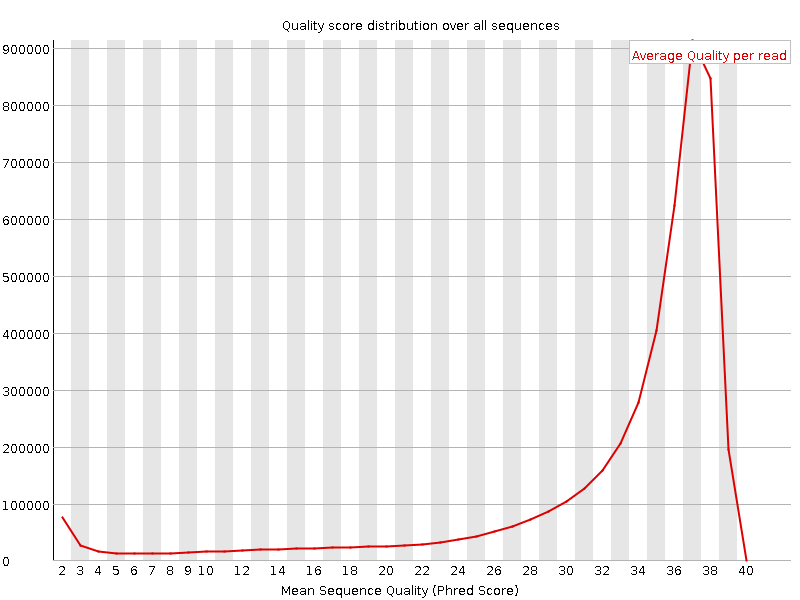 Quality score distribution over all sequences
Average Quality per read
900000
800000
700000
600000
500000
400000
300000
200000
100000
0
2 3 4 5 6 7 8 9 10 12 14 16 18 20 22 24 26 28 30 32 34 36 38 40
Mean Sequence Quality (Phred Score)